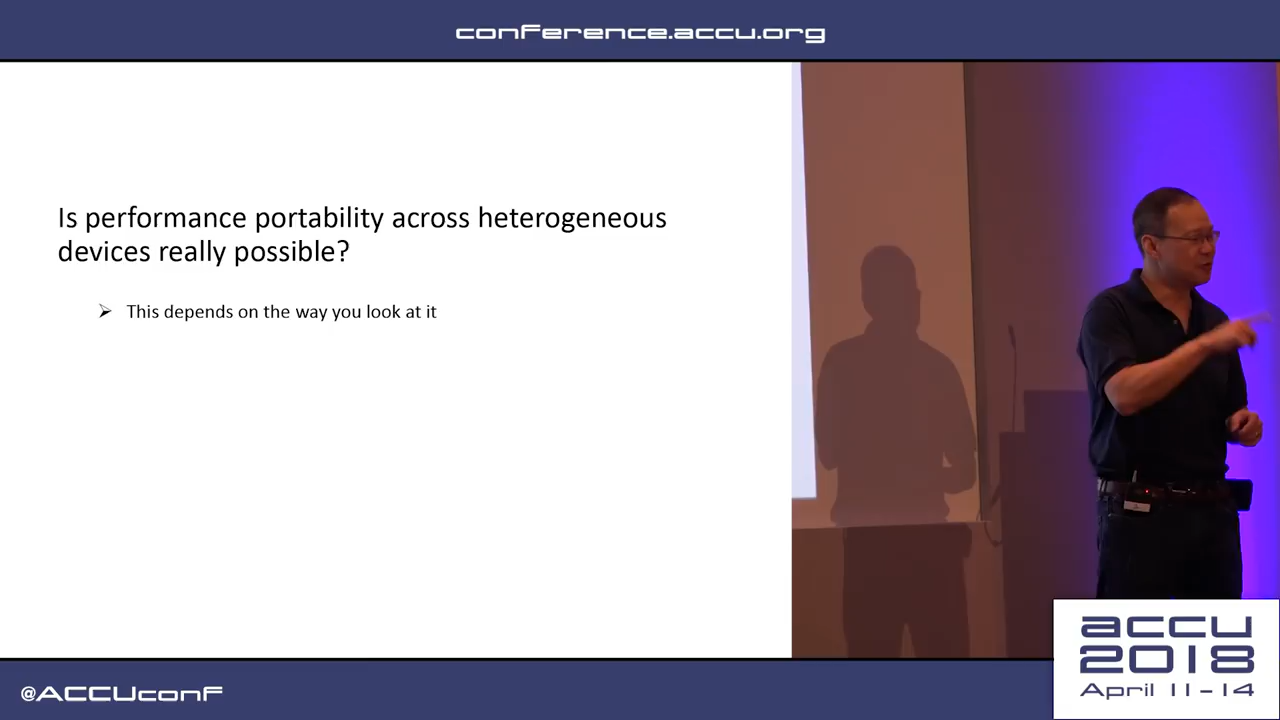 conference.accu.org
Is performance portability across heterogeneous
devices really possible?
➢ This depends on the way you look at it
@ACCUconf
accu
2018
April 11-14